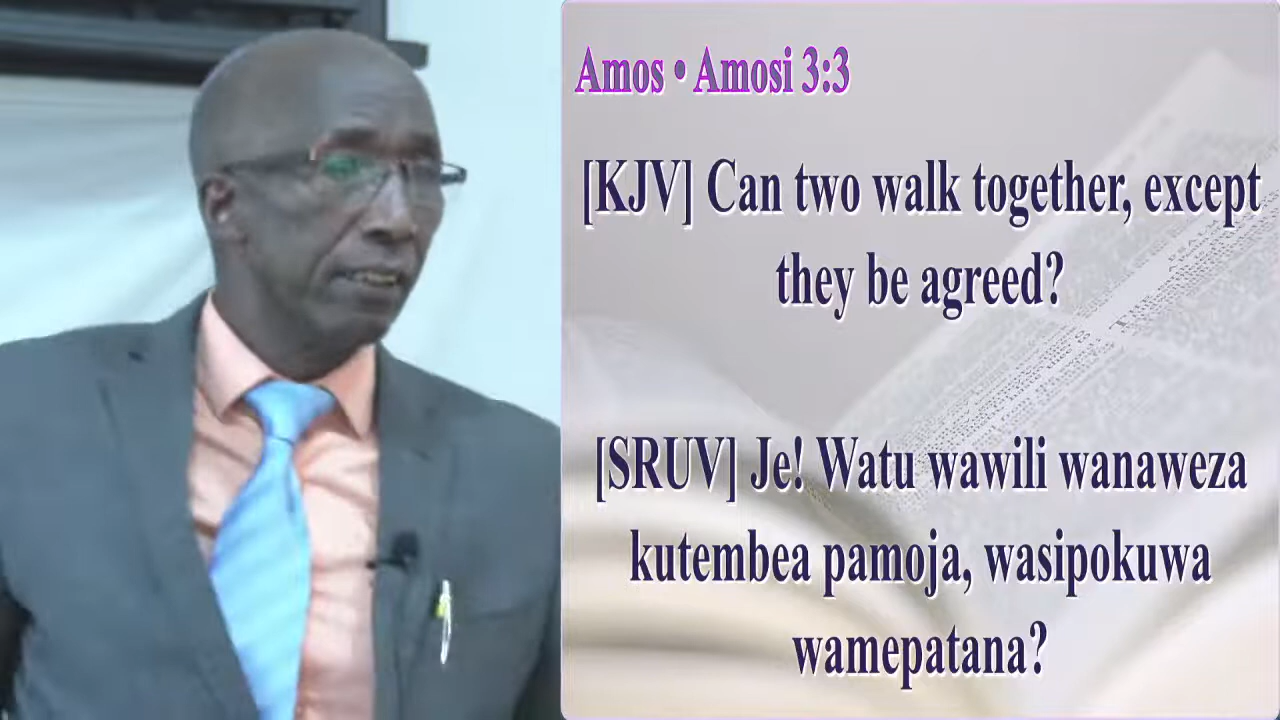 Amos • Amosi 3:3
[KJV] Can two walk together, except
they be agreed?
[SRUV] Je! Watu wawili wanaweza
kutembea pamoja, wasipokuwa
wamepatana?